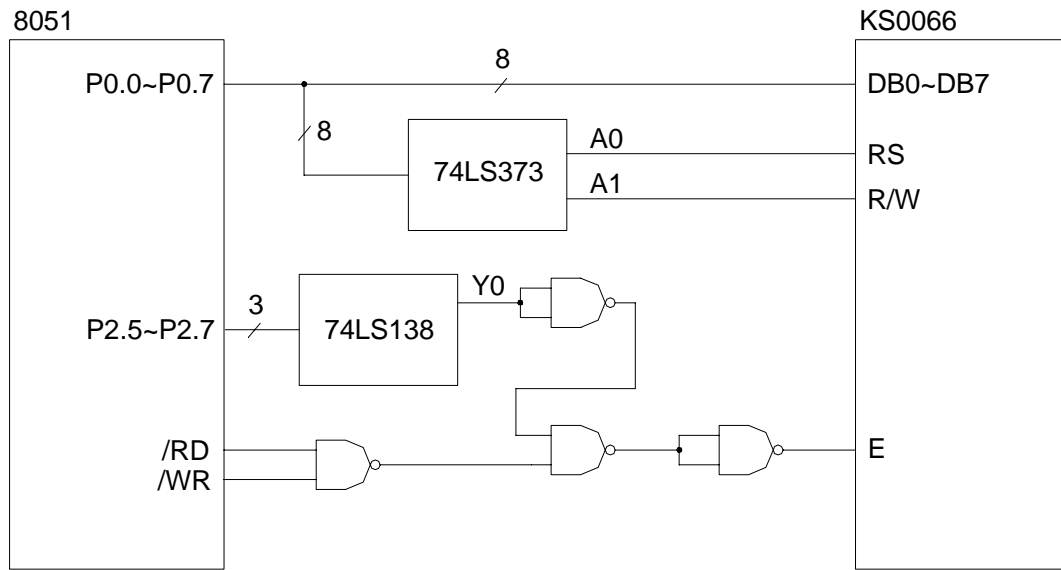 8051
KS0066
P0.0~P0.7
8
DB0~DB7
8
74LS373
A0
RS
A1
R/W
P2.5~P2.7
3
74LS138
Y0
/RD
/WR
E